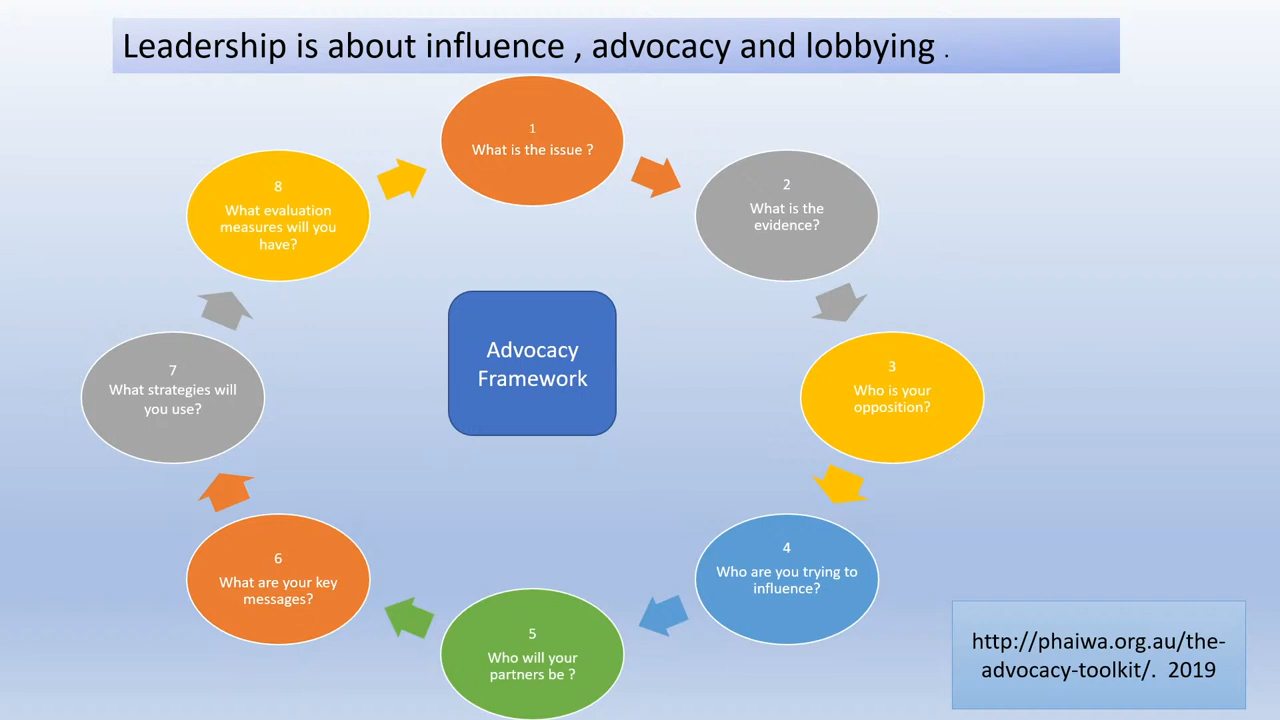 Leadership is about influence , advocacy and lobbying .
1
What is the issue ?
2
What is the
evidence?
3
Who is your
opposition?
4
Who are you trying to
influence?
5
Who will your
partners be ?
6
What are your key
messages?
7
What strategies will
you use?
8
What evaluation
measures will you
have?
Advocacy
Framework
http://phaiwa.org.au/the-
advocacy-toolkit/.  2019